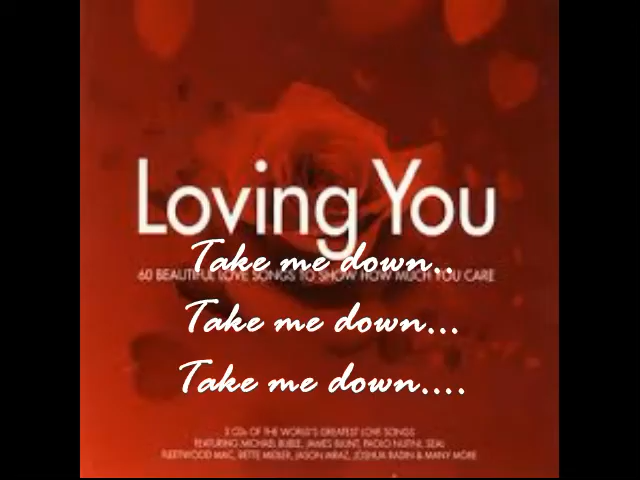 Loving You
Take me down..
60 BEAUTIFUL LOVE SONGS TO SHOW HOW MUCH YOU CARE
Take me down...
Take me down....
3 CDs OF THE WORLD'S GREATEST LOVE SONGS
FEATURING MICHAEL BUBLE, JAMES BLUNT, PAOLO NUTINI, SEAL
FLEETWOOD MAC, BETTE MIDLER, JASON MRAZ, JOSHUA RADIN & MANY MORE